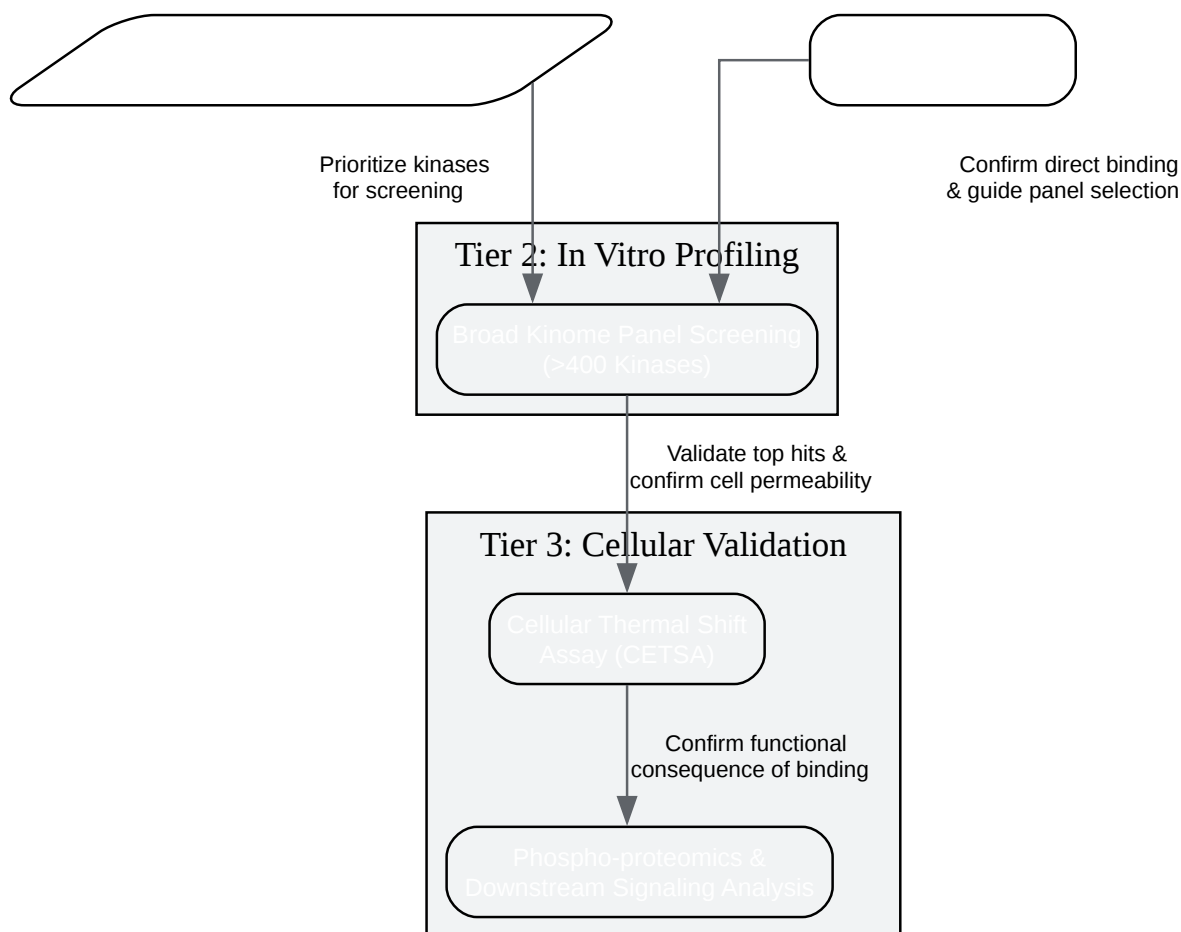 Prioritize kinases
for screening
Confirm direct binding
& guide panel selection
Tier 2: In Vitro Profiling
Broad Kinome Panel Screening
(>400 Kinases)
Validate top hits &
confirm cell permeability
Tier 3: Cellular Validation
Cellular Thermal Shift
Assay (CETSA)
Confirm functional
consequence of binding
Phospho-proteomics &
Downstream Signaling Analysis